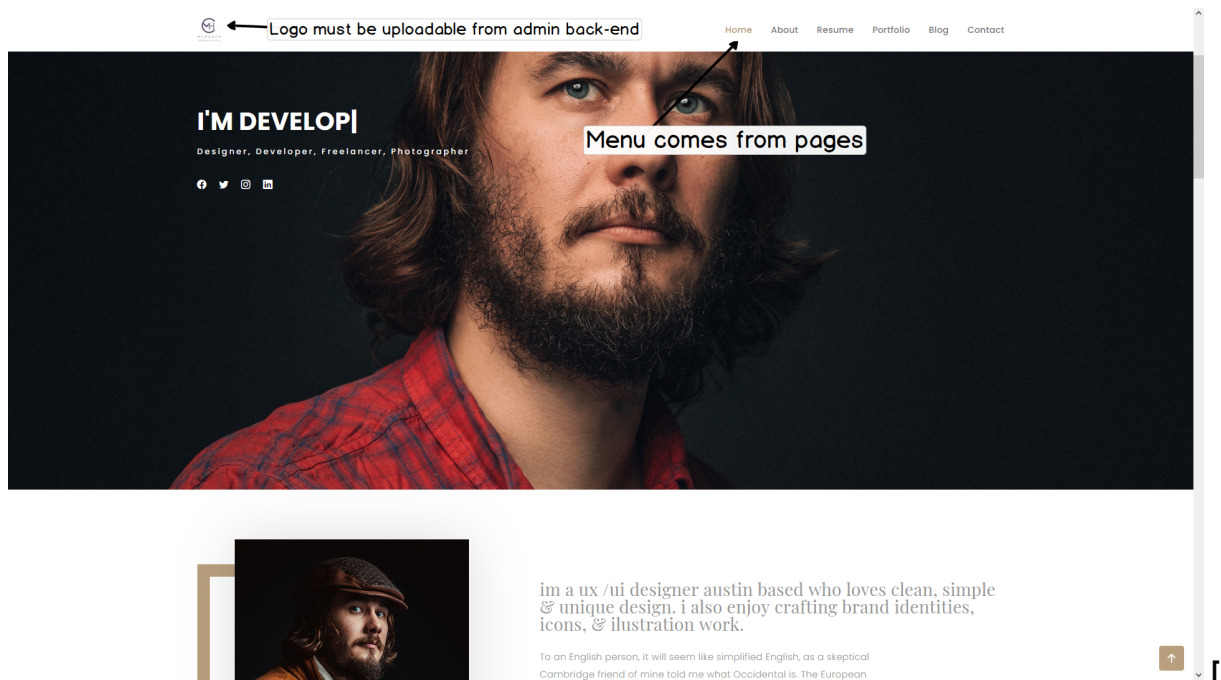 Logo must be uploadable from admin back-end
Home About Resume Portfolio Blog Contact
I'M DEVELOP
Designer, Developer, Freelancer, Photographer
Menu comes from pages
im a ux /ui designer austin based who loves clean, simple
& unique design. i also enjoy crafting brand identities,
icons, & ilustration work.
To an English person, it will seem like simplified English, as a skeptical
Cambridge friend of mine told me what Occidental is. The European